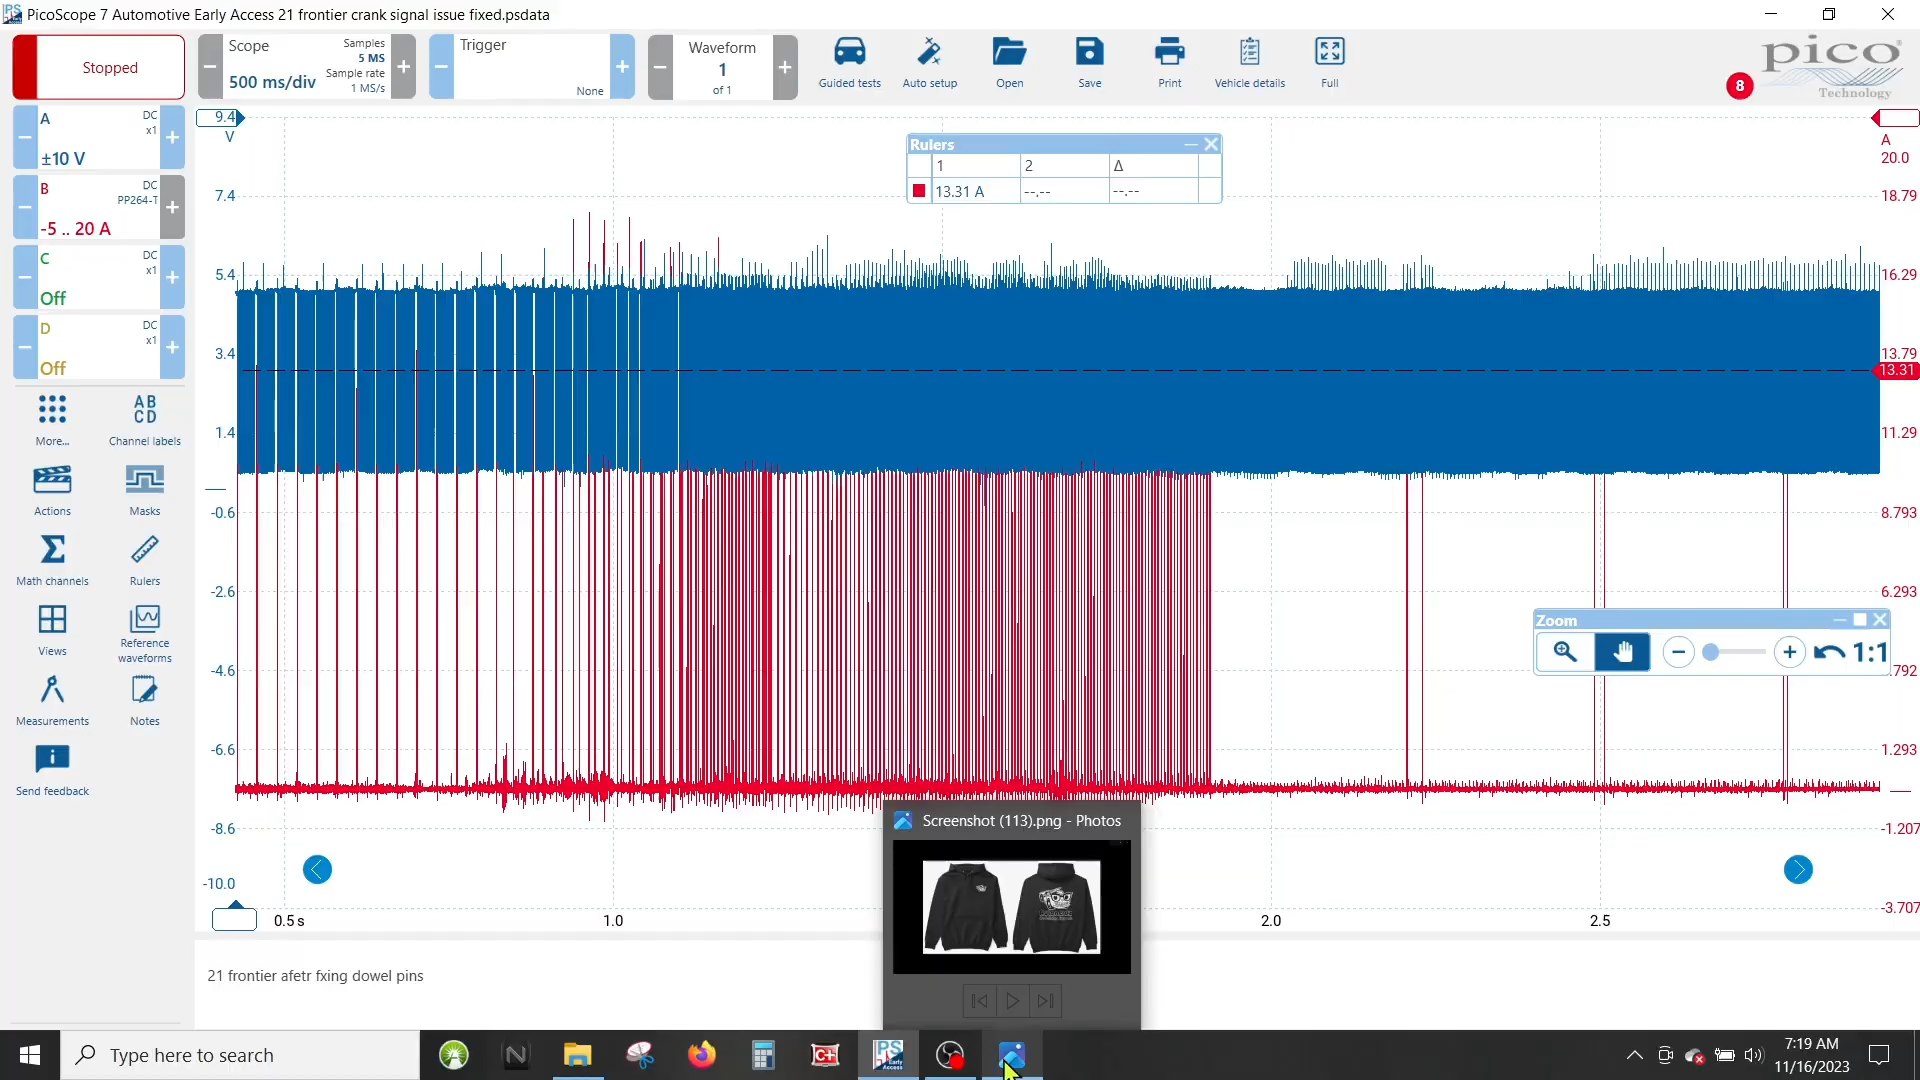 PicoScope 7 Automotive Early Access 21 frontier crank signal issue fixed.psdata
Stopped
Scope
500 ms/div
Samples
5 MS
Sample rate
1 MS/s
Trigger
None
Waveform
1
of 1
Guided tests
Auto setup
Open
Save
Print
Vehicle details
Full
8
pico
Technology
A
DC
x1
±10 V
B
DC
PP264-T
-5 .. 20 A
C
DC
x1
Off
D
DC
x1
Off
More...
A B
C D
Channel labels
Actions
Masks
Math channels
Rulers
Views
Reference
waveforms
Measurements
Notes
Send feedback
9.4
V
7.4
5.4
3.4
1.4
-0.6
-2.6
-4.6
-6.6
-8.6
-10.0
Rulers
1 2 Δ
13.31 A --.-- --.--
A
20.0
18.79
16.29
13.79
13.31
11.29
8.793
6.293
.792
1.293
-1.207
-3.707
Zoom
1:1
0.5 s
1.0
2.0
2.5
Screenshot (113).png - Photos
21 frontier afetr fxing dowel pins
Type here to search
N
C+
PS
Early
Access
7:19 AM
11/16/2023